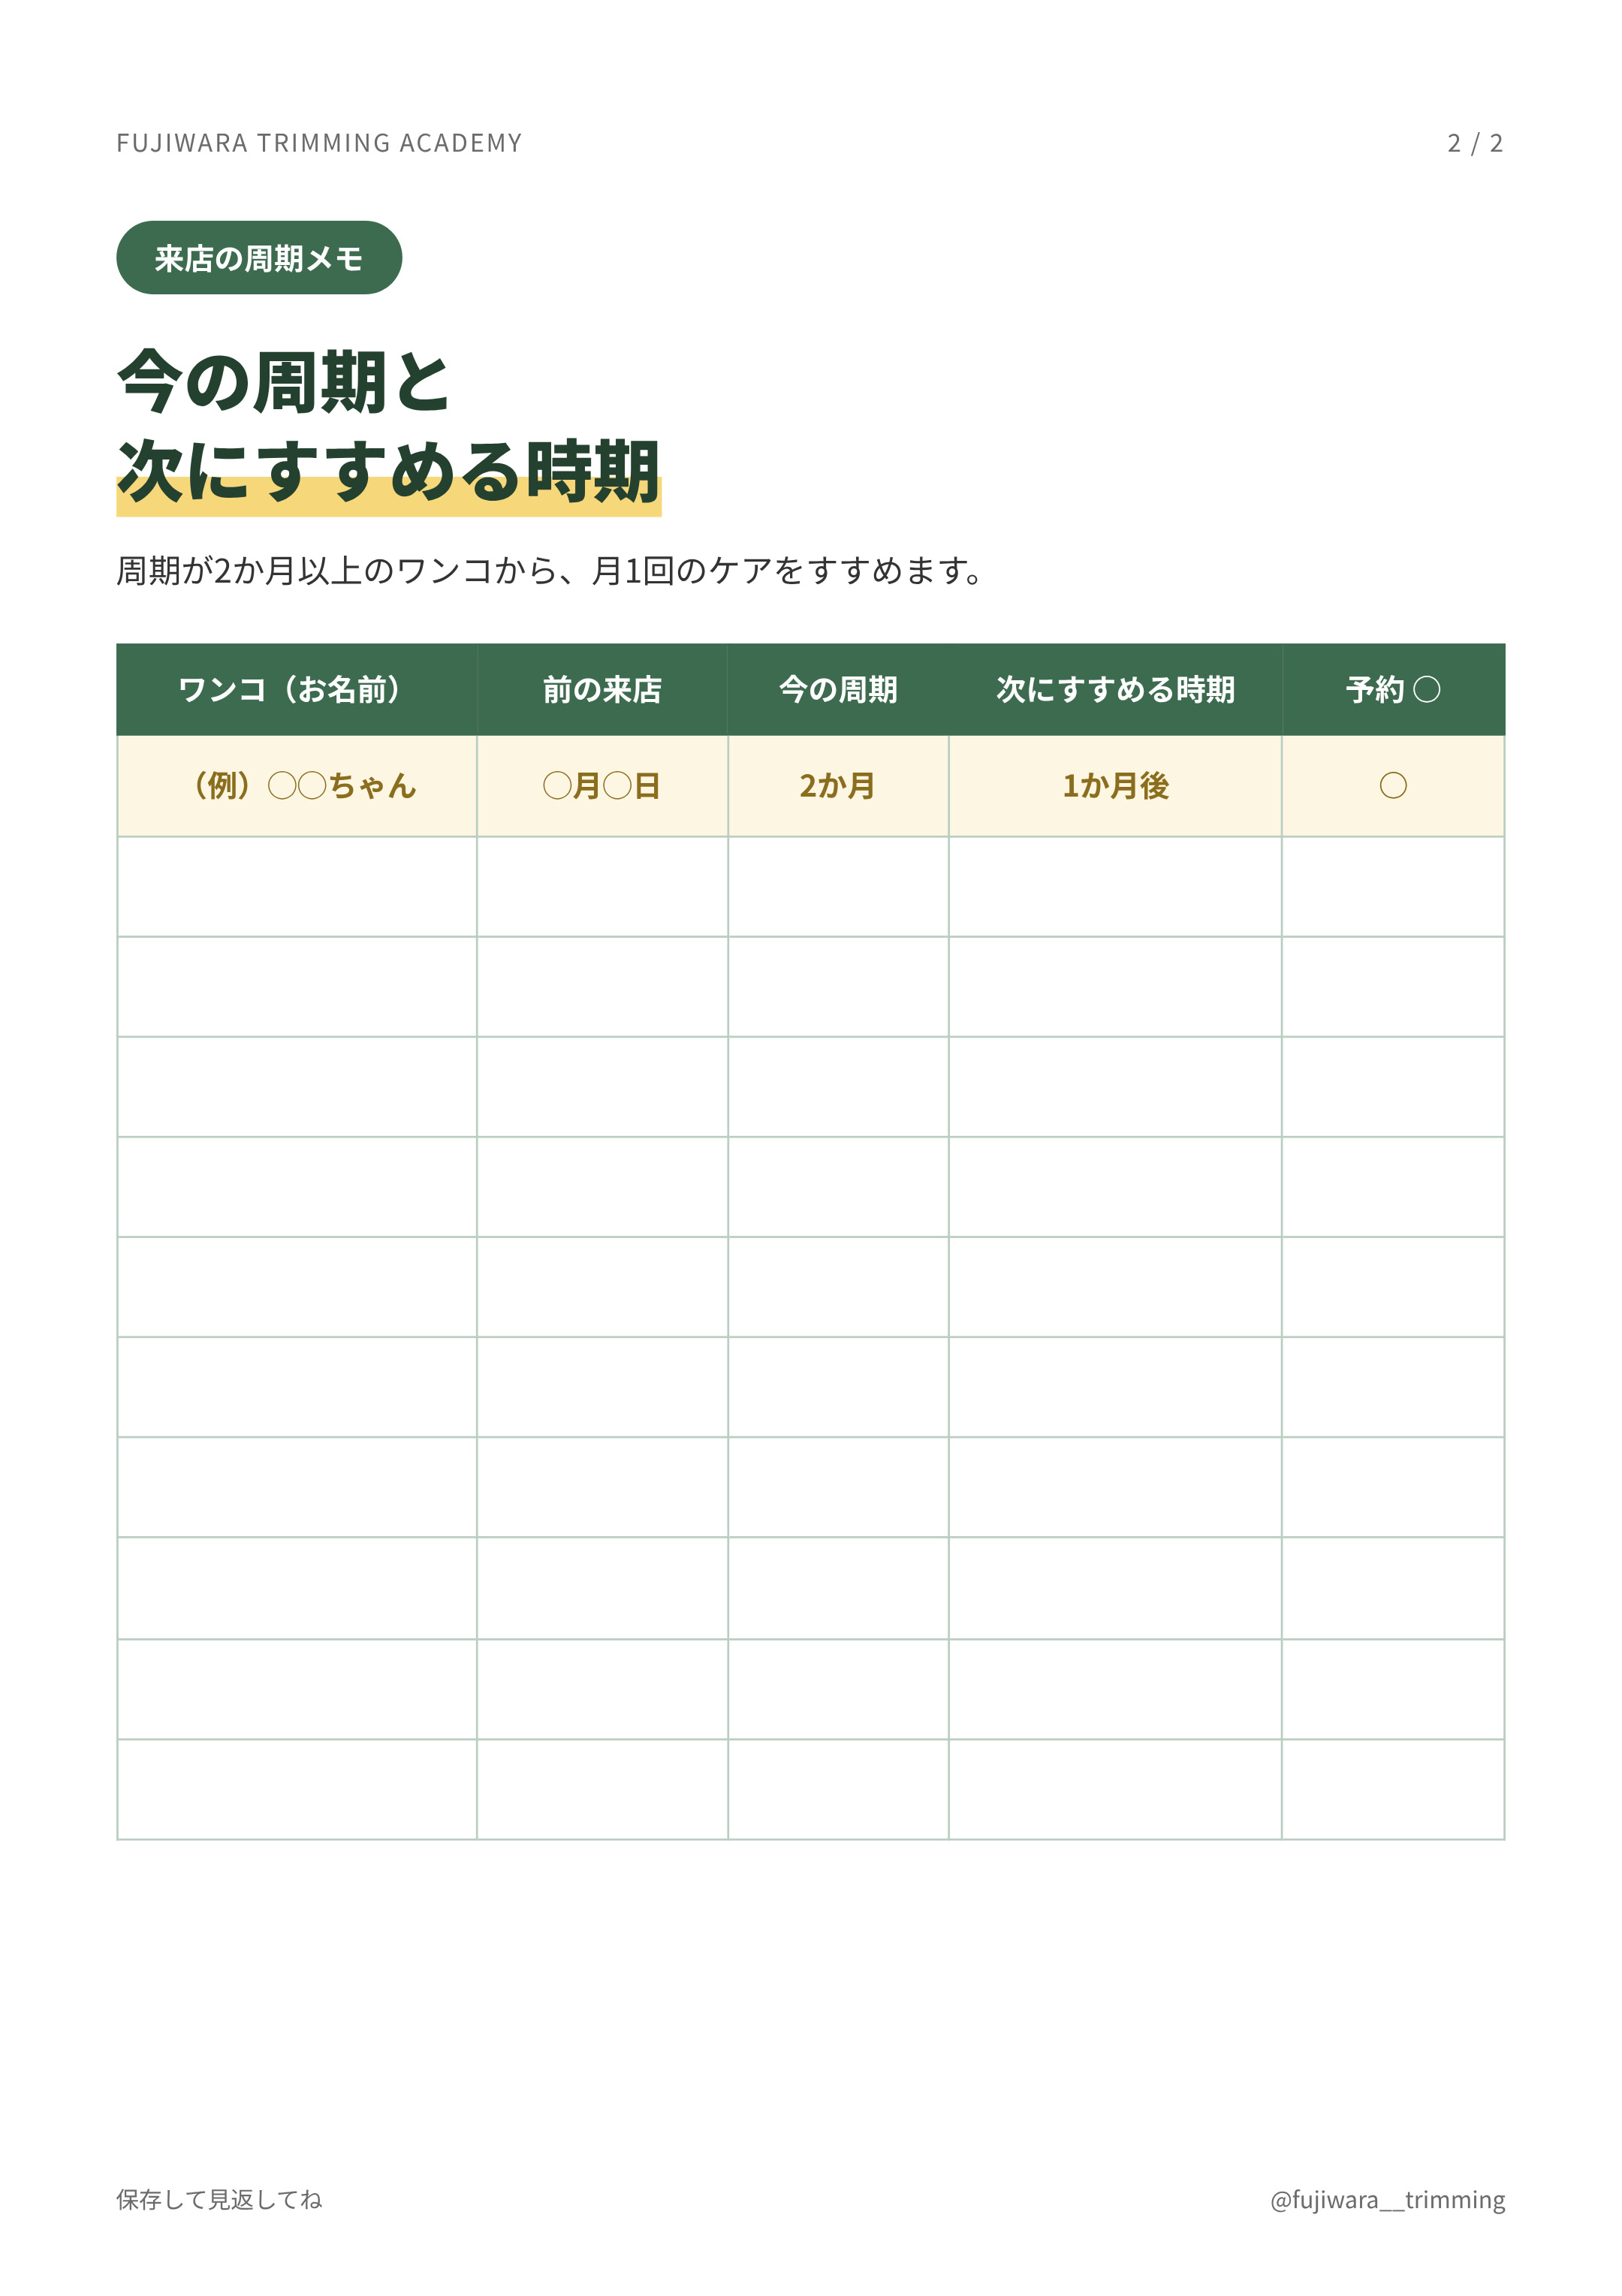 FUJIWARA TRIMMING ACADEMY
2 / 2
来店の周期メモ
今の周期と
次にすすめる時期
周期が2か月以上のワンコから、月1回のケアをすすめます。
ワンコ（お名前） 前の来店 今の周期 次にすすめる時期 予約 ◯
（例）◯◯ちゃん ◯月◯日 2か月 1か月後 ◯
保存して見返してね
@fujiwara__trimming